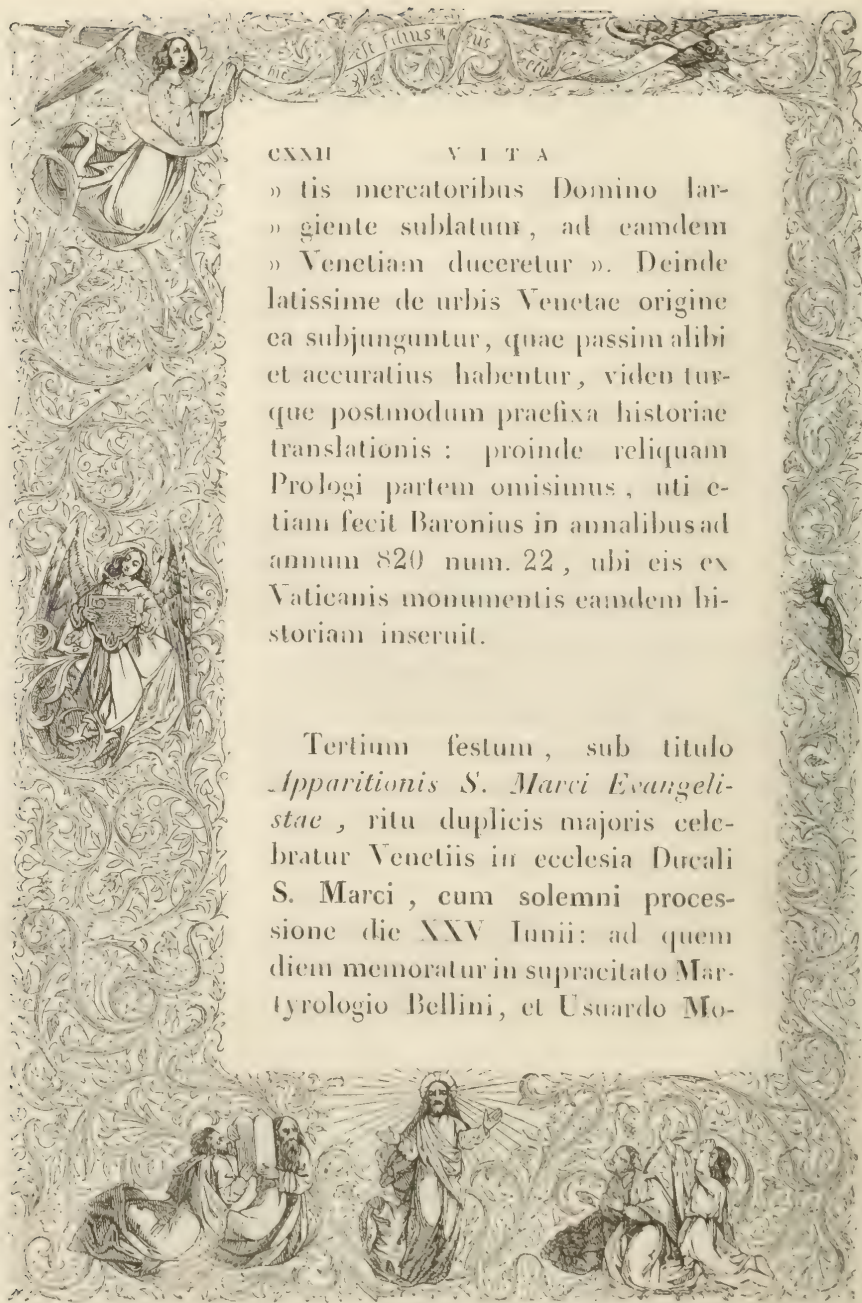 hic est filius meus
CXXII VITA
» tis mercatoribus Domino lar-
» giente sublatum, ad eamdem
» Venetiam duceretur ». Deinde
latissime de urbis Venetae origine
ea subjunguntur, quae passim alibi
et accuratius habentur, videntur-
que postmodum praefixa historiae
translationis : proinde reliquam
Prologi partem omisimus, uti e-
tiam fecit Baronius in annalibus ad
annum 820 num. 22, ubi eis ex
Vaticanis monumentis eamdem hi-
storiam inseruit.
Tertium festum, sub titulo
Apparitionis S. Marci Evangeli-
stae, ritu duplicis majoris cele-
bratur Venetiis in ecclesia Ducali
S. Marci, cum solemni proces-
sione die XXV Iunii: ad quem
diem memoratur in supracitato Mar-
tyrologio Bellini, et Usuardo Mo-